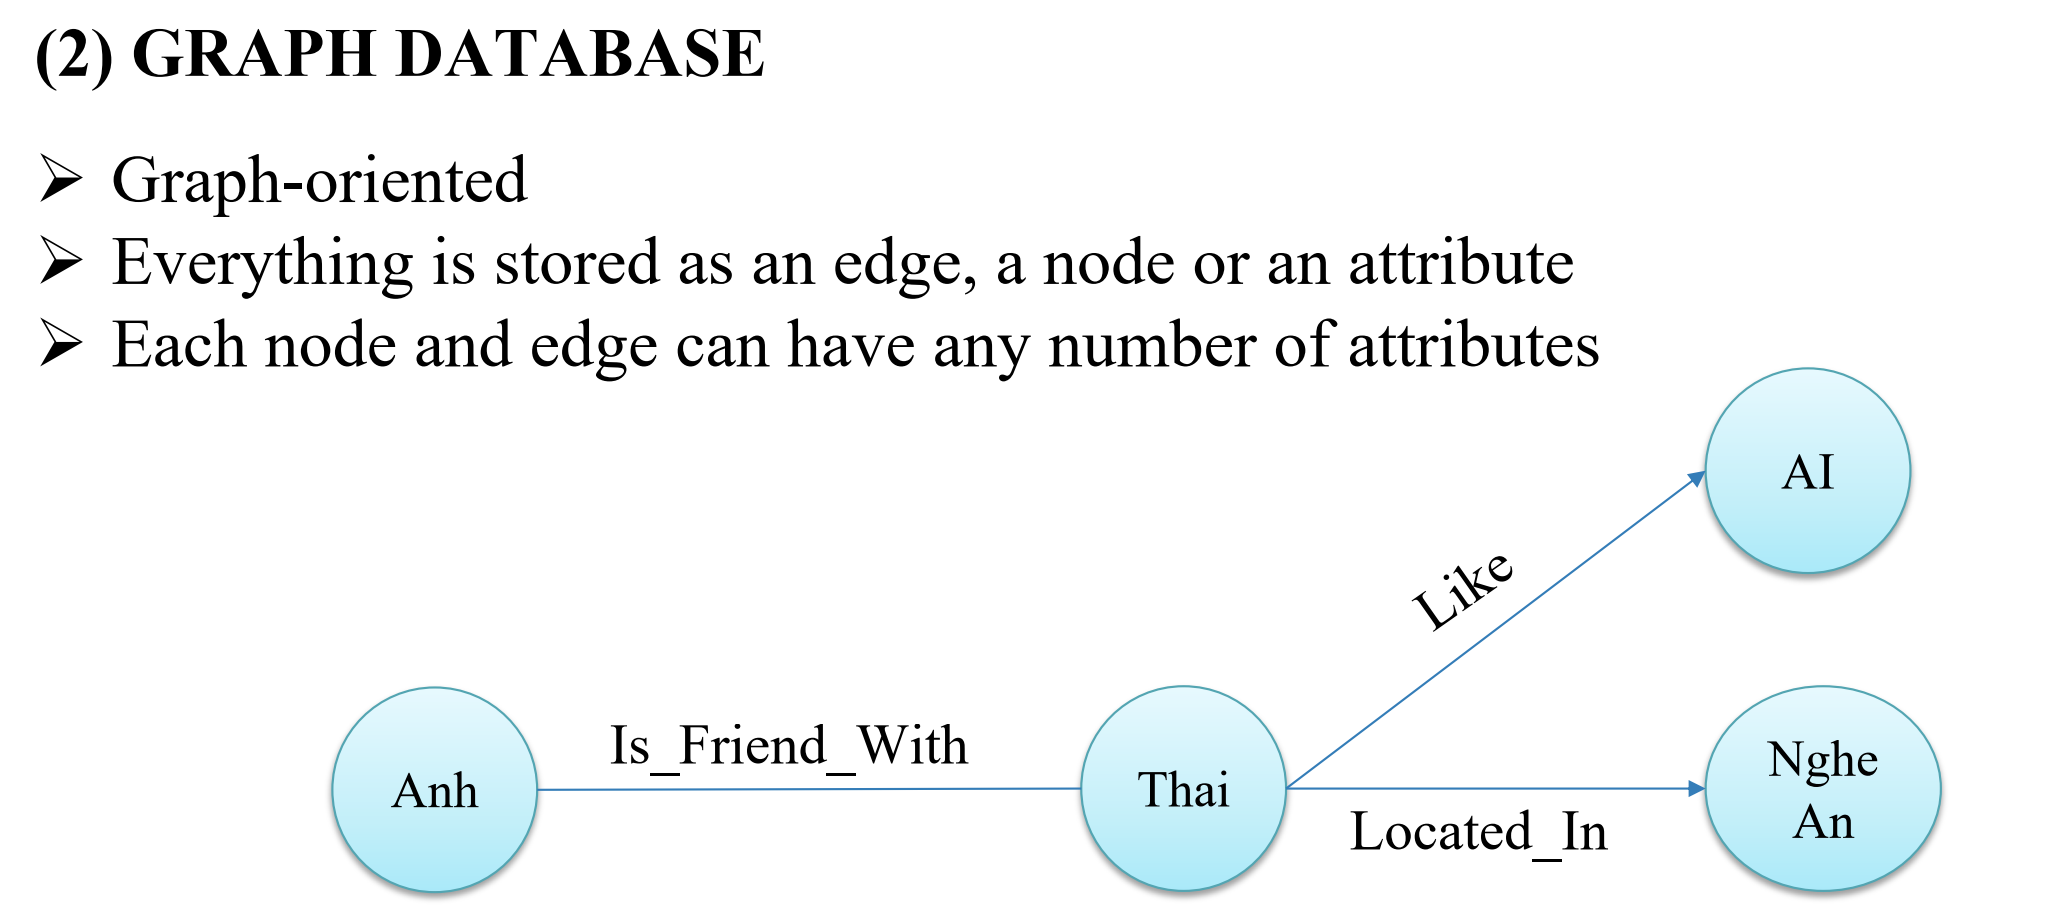 (2) GRAPH DATABASE
Graph-oriented
Everything is stored as an edge, a node or an attribute
Each node and edge can have any number of attributes
AI
Like
Anh
Is_Friend_With
Thai
Located_In
Nghe
An